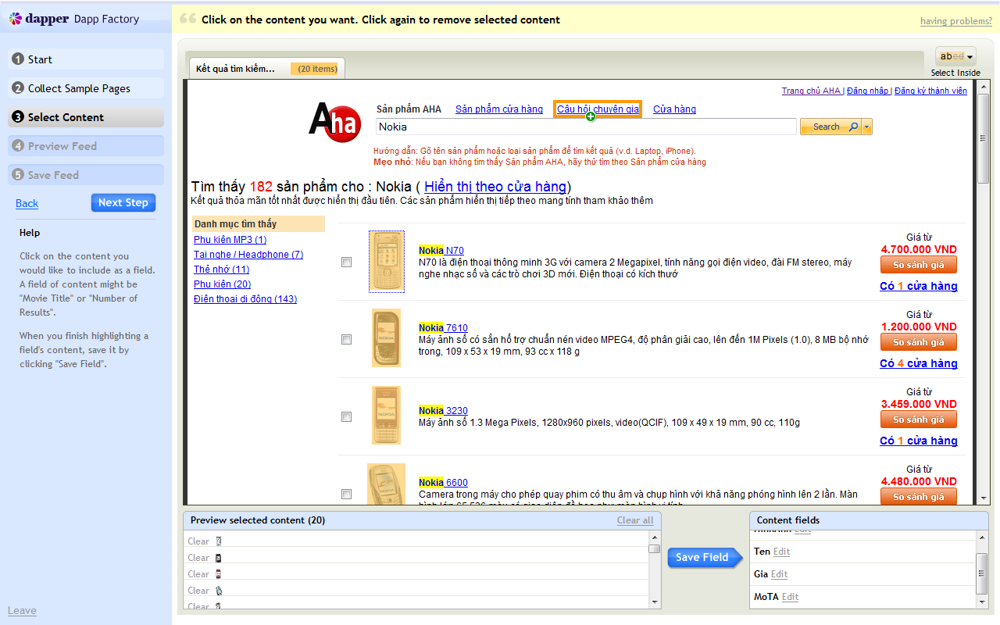 dapper Dapp Factory
Click on the content you want. Click again to remove selected content
having problems?
1 Start
2 Collect Sample Pages
3 Select Content
4 Preview Feed
5 Save Feed
Back
Next Step
Help
Click on the content you
would like to include as a field.
A field of content might be
"Movie Title" or "Number of
Results".
When you finish highlighting a
field's content, save it by
clicking "Save Field".
Leave
Kết quả tìm kiếm... (20 items)
abcd
Select Inside
Trang chủ AHA | Đăng nhập | Đăng ký thành viên
Aha
Sản phẩm AHA Sản phẩm cửa hàng Câu hỏi chuyên gia Cửa hàng
Nokia
Search
Hướng dẫn: Gõ tên sản phẩm hoặc loại sản phẩm để tìm kết quả (v.d. Laptop, iPhone).
Mẹo nhỏ: Nếu bạn không tìm thấy Sản phẩm AHA, hãy thử tìm theo Sản phẩm cửa hàng
Tìm thấy 182 sản phẩm cho : Nokia ( Hiển thị theo cửa hàng)
Kết quả thỏa mãn tốt nhất được hiển thị đầu tiên. Các sản phẩm hiển thị tiếp theo mang tính tham khảo thêm
Danh mục tìm thấy
Phụ kiện MP3 (1)
Tai nghe / Headphone (7)
Thẻ nhớ (11)
Phụ kiện (20)
Điện thoại di động (143)
Nokia N70
N70 là điện thoại thông minh 3G với camera 2 Megapixel, tính năng gọi điện video, đài FM stereo, máy
nghe nhạc số và các trò chơi 3D mới. Điện thoại có kích thướ
Giá từ
4.700.000 VND
So sánh giá
Có 1 cửa hàng
Nokia 7610
Máy ảnh số có sẵn hổ trợ chuẩn nén video MPEG4, độ phân giải cao, lên đến 1M Pixels (1.0), 8 MB bộ nhớ
trong, 109 x 53 x 19 mm, 93 cc x 118 g
Giá từ
1.200.000 VND
So sánh giá
Có 4 cửa hàng
Nokia 3230
Máy ảnh số 1.3 Mega Pixels, 1280x960 pixels, video(QCIF), 109 x 49 x 19 mm, 90 cc, 110g
Giá từ
3.459.000 VND
So sánh giá
Có 1 cửa hàng
Nokia 6600
Camera trong máy cho phép quay phim có thu âm và chụp hình với khả năng phóng hình lên 2 lần. Màn
Giá từ
4.480.000 VND
So sánh giá
Preview selected content (20)
Clear all
Clear
Clear
Clear
Clear
Clear
Save Field
Content fields
HinhAnh Edit
Ten Edit
Gia Edit
MoTA Edit